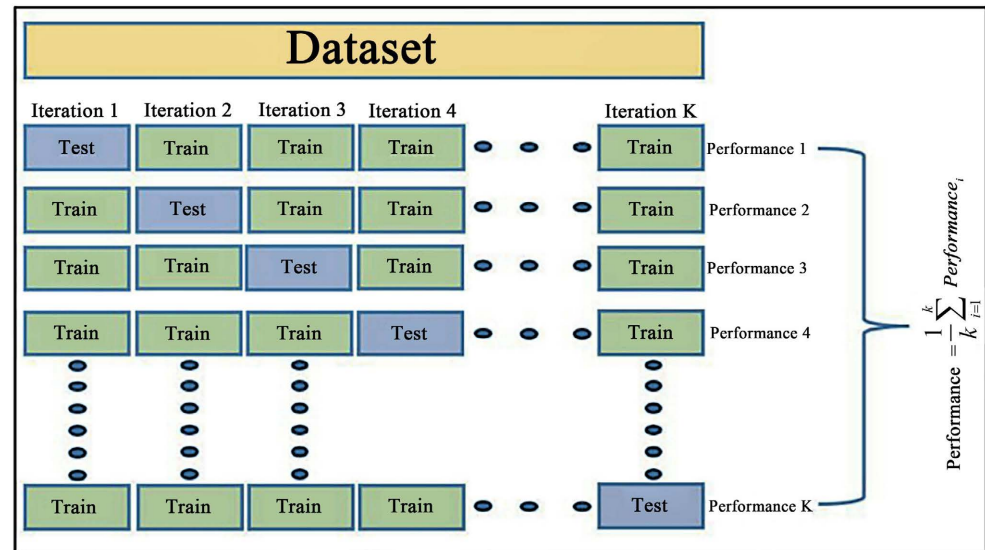 Dataset
Iteration 1 Iteration 2 Iteration 3 Iteration 4 Iteration K
Test Train Train Train Train Performance 1
Train Test Train Train Train Performance 2
Train Train Test Train Train Performance 3
Train Train Train Test Train Performance 4
Train Train Train Train Test Performance K
Performance = \frac{1}{k} \sum_{i=1}^{k} Performance_i